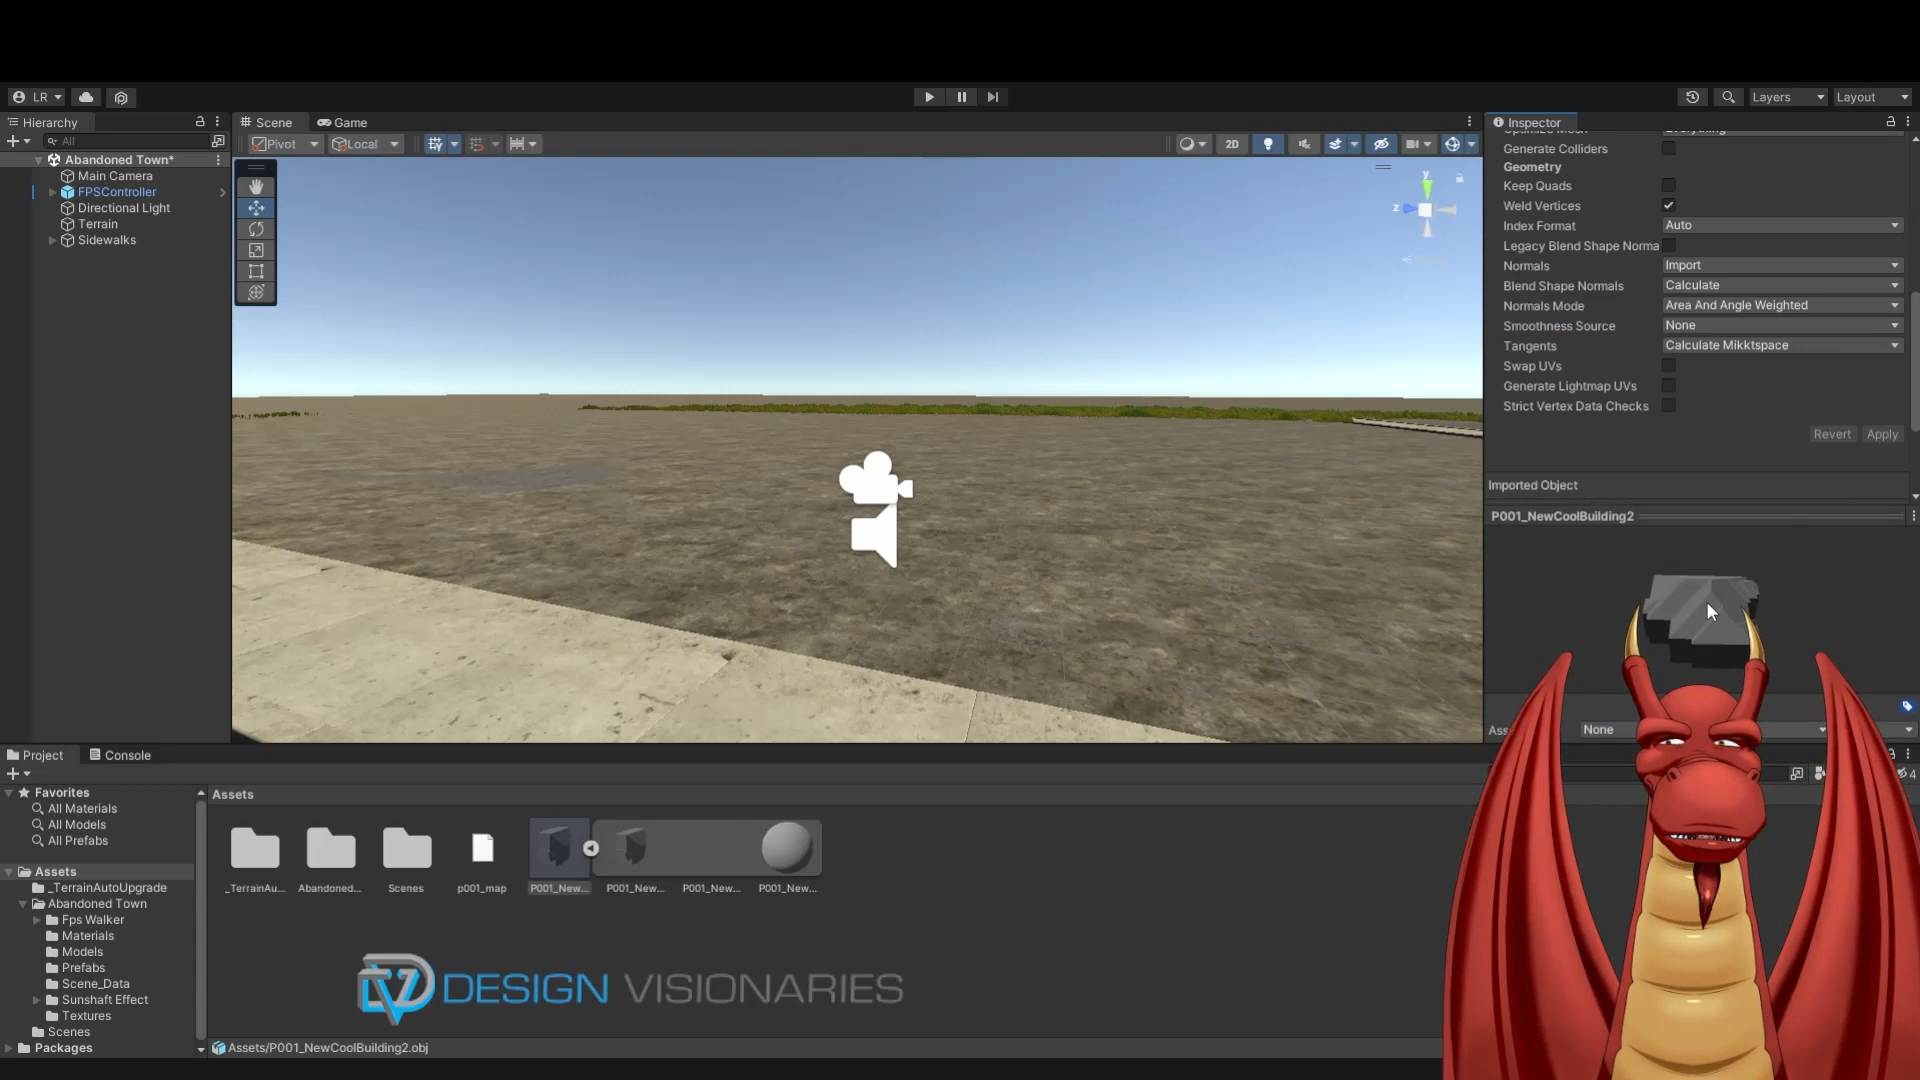 LR
Layers
Layout
Hierarchy
All
Abandoned Town*
Main Camera
FPSController
Directional Light
Terrain
Sidewalks
Scene
Game
Pivot
Local
2D
y
z
Inspector
Generate Colliders
Geometry
Keep Quads
Weld Vertices
Index Format
Auto
Legacy Blend Shape Norma
Normals
Import
Blend Shape Normals
Calculate
Normals Mode
Area And Angle Weighted
Smoothness Source
None
Tangents
Calculate Mikktspace
Swap UVs
Generate Lightmap UVs
Strict Vertex Data Checks
Revert
Apply
Imported Object
P001_NewCoolBuilding2
None
4
Project
Console
Favorites
All Materials
All Models
All Prefabs
Assets
_TerrainAutoUpgrade
Abandoned Town
Fps Walker
Materials
Models
Prefabs
Scene_Data
Sunshaft Effect
Textures
Scenes
Packages
Assets
_TerrainAu...
Abandoned...
Scenes
p001_map
P001_New...
P001_New...
P001_New...
P001_New...
DV DESIGN VISIONARIES
Assets/P001_NewCoolBuilding2.obj